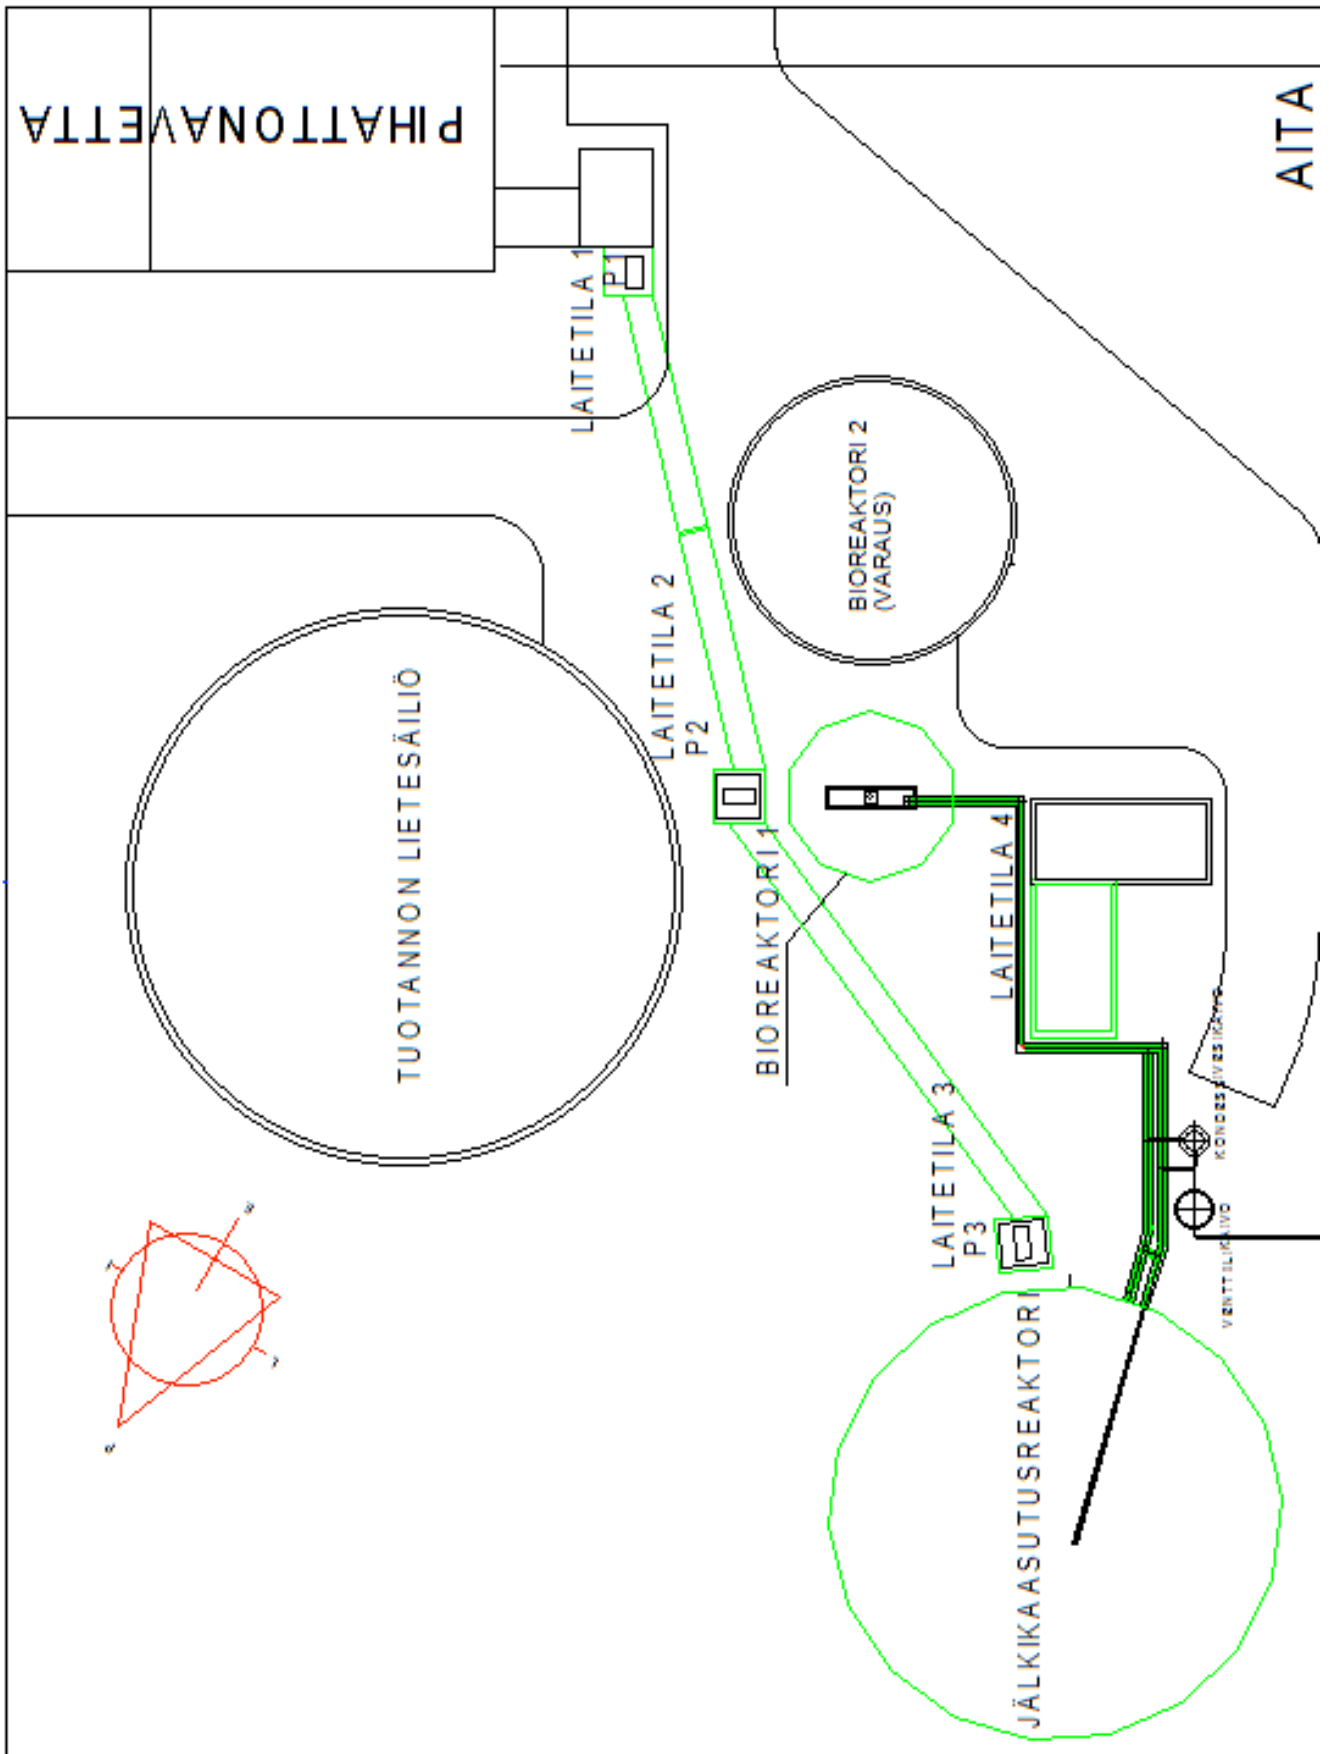 PIHATTONAVETTA
AITA
LAITETILA 1
P1
BIOREAKTORI 2
(VARAUS)
LAITETILA 2
P2
TUOTANNON LIETESÄILIÖ
BIOREAKTORI 1
LAITETILA 4
LAITETILA 3
P3
VENTTIILIKAIVO
JÄLKIKAASUTUSREAKTORI